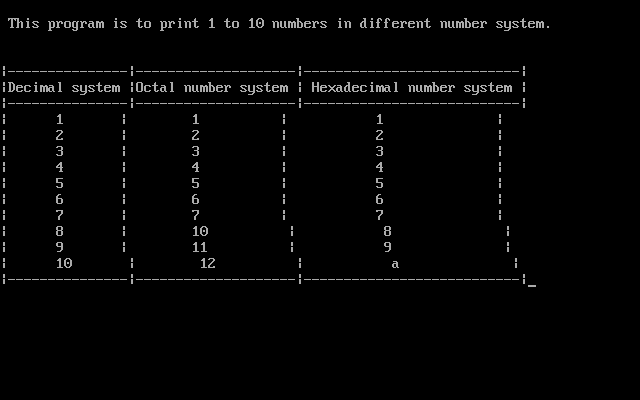 This program is to print 1 to 10 numbers in different number system.
¦---------------¦--------------------¦---------------------------¦
¦Decimal system ¦Octal number system ¦ Hexadecimal number system ¦
¦---------------¦--------------------¦---------------------------¦
¦      1       ¦        1          ¦           1              ¦
¦      2       ¦        2          ¦           2              ¦
¦      3       ¦        3          ¦           3              ¦
¦      4       ¦        4          ¦           4              ¦
¦      5       ¦        5          ¦           5              ¦
¦      6       ¦        6          ¦           6              ¦
¦      7       ¦        7          ¦           7              ¦
¦      8       ¦        10          ¦           8              ¦
¦      9       ¦        11          ¦           9              ¦
¦      10       ¦        12          ¦           a              ¦
¦---------------¦--------------------¦---------------------------¦_